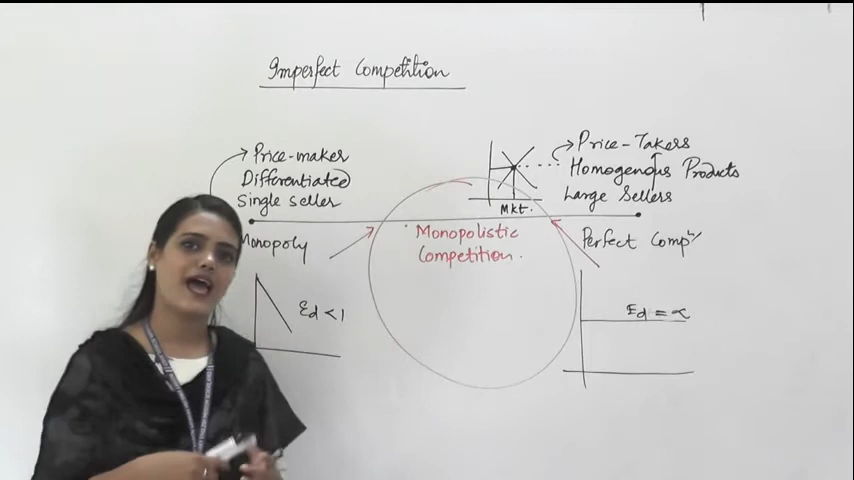 Imperfect Competition
Price-maker
Differentiated
Single seller
Monopoly
Ed < 1
Mkt.
Monopolistic
Competition.
Price-Takers
Homogenous Products
Large Sellers
Perfect Compⁿ
Ed = ∝